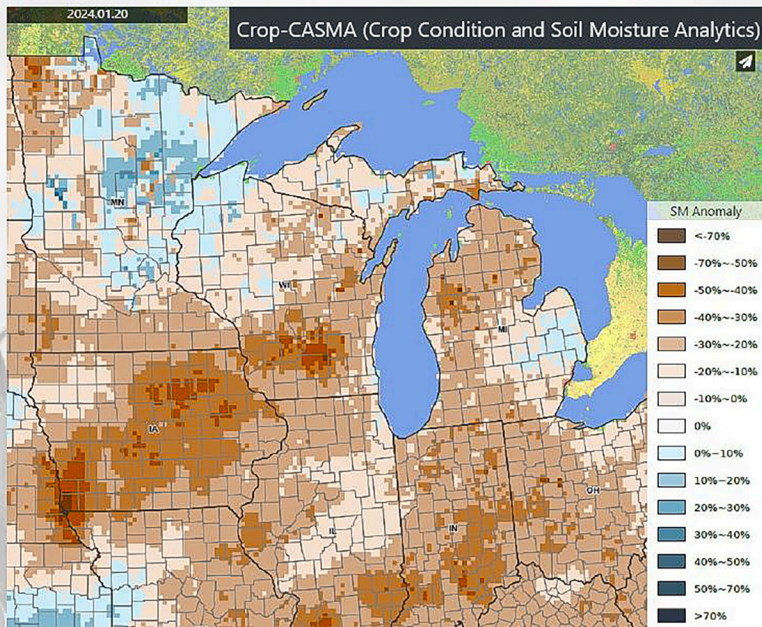 2024.01.20
Crop-CASMA (Crop Condition and Soil Moisture Analytics)
SM Anomaly
<-70%
-70%~-50%
-50%~-40%
-40%~-30%
-30%~-20%
-20%~-10%
-10%~0%
0%
0%~10%
10%~20%
20%~30%
30%~40%
40%~50%
50%~70%
>70%
MN
WI
MI
IA
IL
IN
OH